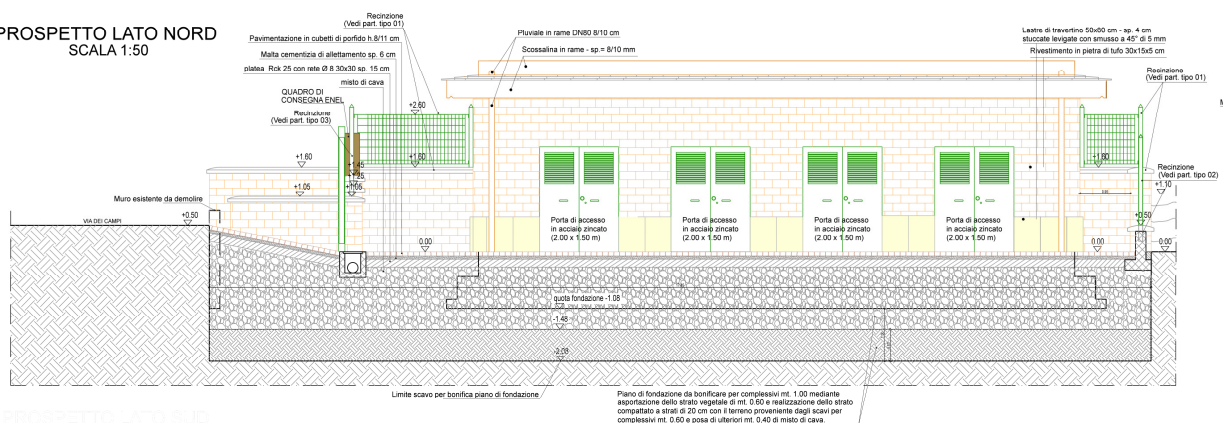 PROSPETTO LATO NORD
SCALA 1:50
Recinzione
(Vedi part. tipo 01)
Pavimentazione in cubetti di porfido h.8/11 cm
Malta cementizia di allettamento sp. 6 cm
platea Rck 25 con rete Ø 8 30x30 sp. 15 cm
misto di cava
QUADRO DI
CONSEGNA ENEL
Recinzione
(Vedi part. tipo 03)
Pluviale in rame DN80 8/10 cm
Scossalina in rame - sp.= 8/10 mm
Lastre di travertino 50x80 cm - sp. 4 cm
stuccate levigate con smusso a 45° di 5 mm
Rivestimento in pietra di tufo 30x15x5 cm
Recinzione
(Vedi part. tipo 01)
Recinzione
(Vedi part. tipo 02)
+2.60
+1.60
+1.45
+1.25
+1.05
+1.60
+1.05
+1.60
+1.10
+0.50
Muro esistente da demolire
VIA DEI CAMPI
+0.50
0.00
0.00
0.00
Porta di accesso
in acciaio zincato
(2.00 x 1.50 m)
Porta di accesso
in acciaio zincato
(2.00 x 1.50 m)
Porta di accesso
in acciaio zincato
(2.00 x 1.50 m)
Porta di accesso
in acciaio zincato
(2.00 x 1.50 m)
quota fondazione -1.08
-1.48
-2.08
Limite scavo per bonifica piano di fondazione
Piano di fondazione da bonificare per complessivi mt. 1.00 mediante
asportazione dello strato vegetale di mt. 0.60 e realizzazione dello strato
compattato a strati di 20 cm con il terreno proveniente dagli scavi per
complessivi mt. 0.60 e posa di ulteriori mt. 0.40 di misto di cava.
PROSPETTO LATO SUD